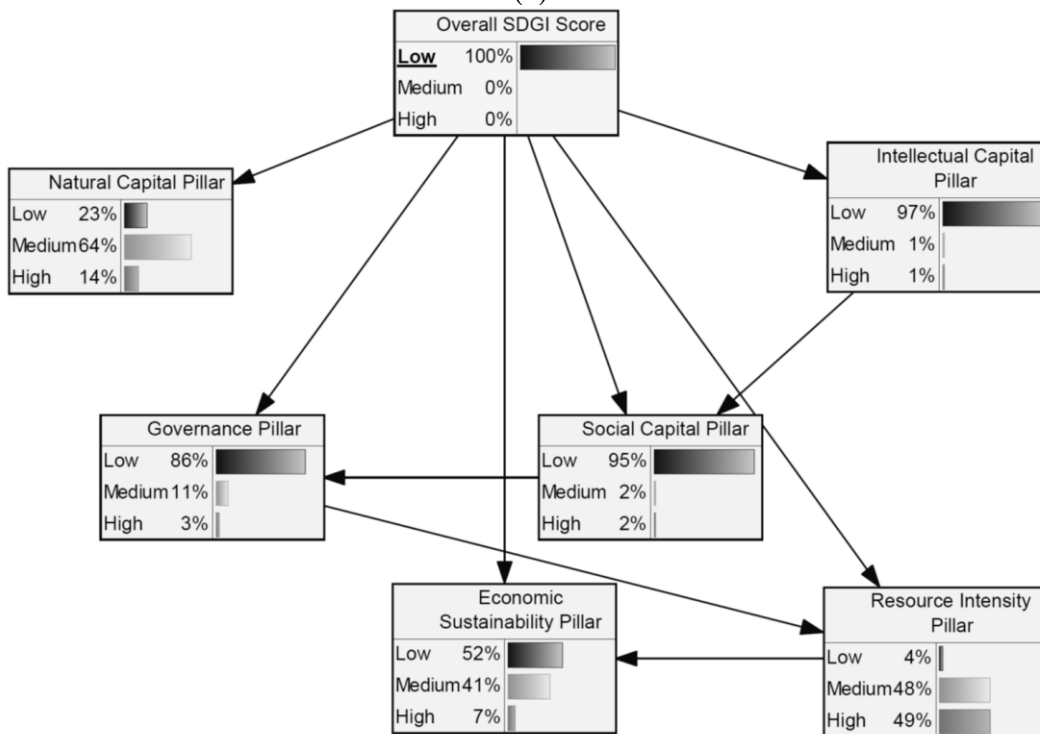 Overall SDGI Score
Low 100%
Medium 0%
High 0%
Natural Capital Pillar
Low 23%
Medium 64%
High 14%
Intellectual Capital
Pillar
Low 97%
Medium 1%
High 1%
Governance Pillar
Low 86%
Medium 11%
High 3%
Social Capital Pillar
Low 95%
Medium 2%
High 2%
Economic
Sustainability Pillar
Low 52%
Medium 41%
High 7%
Resource Intensity
Pillar
Low 4%
Medium 48%
High 49%